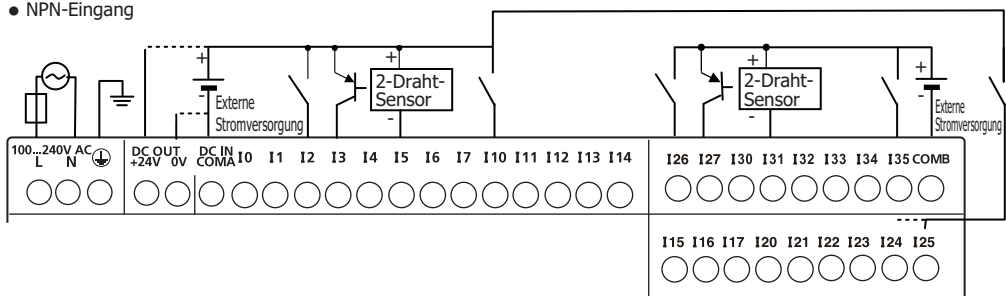 ● NPN-Eingang
+
-
Externe
Stromversorgung
+
2-Draht-
Sensor
-
+
2-Draht-
Sensor
-
+
-
Externe
Stromversorgung
100...240V AC
L N
DC OUT
+24V 0V
DC IN
COMA I0 I1 I2 I3 I4 I5 I6 I7 I10 I11 I12 I13 I14
I26 I27 I30 I31 I32 I33 I34 I35 COMB
I15 I16 I17 I20 I21 I22 I23 I24 I25